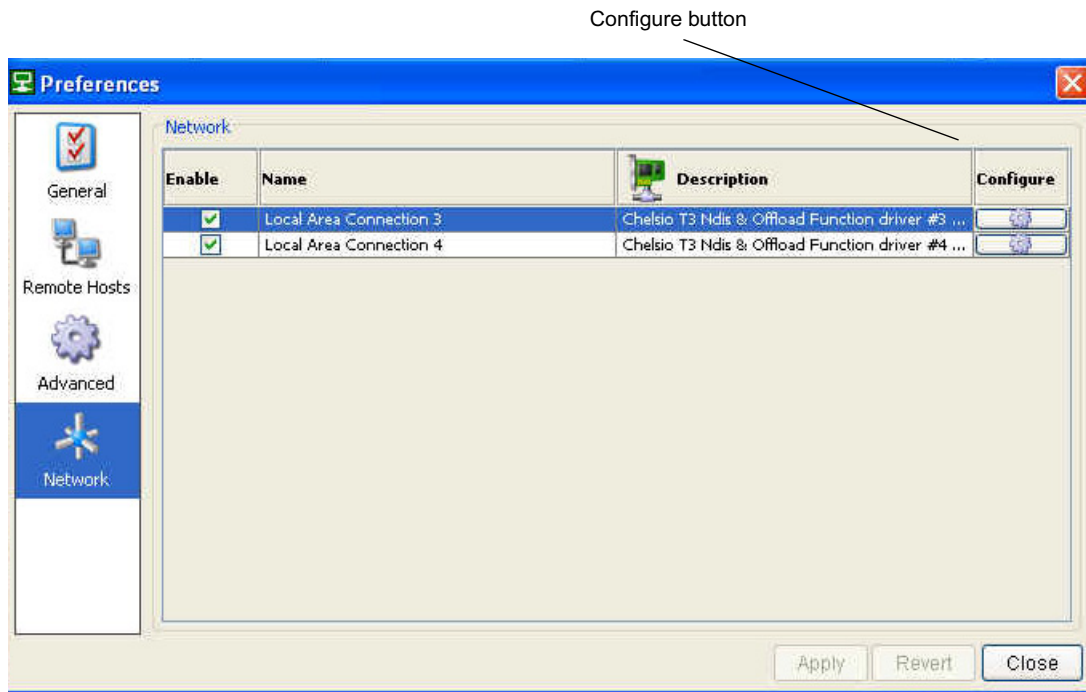 Configure button
Preferences
General
Remote Hosts
Advanced
Network
Network
Enable Name Description Configure
Local Area Connection 3 Chelsio T3 Ndis & Offload Function driver #3 ...
Local Area Connection 4 Chelsio T3 Ndis & Offload Function driver #4 ...
Apply Revert Close